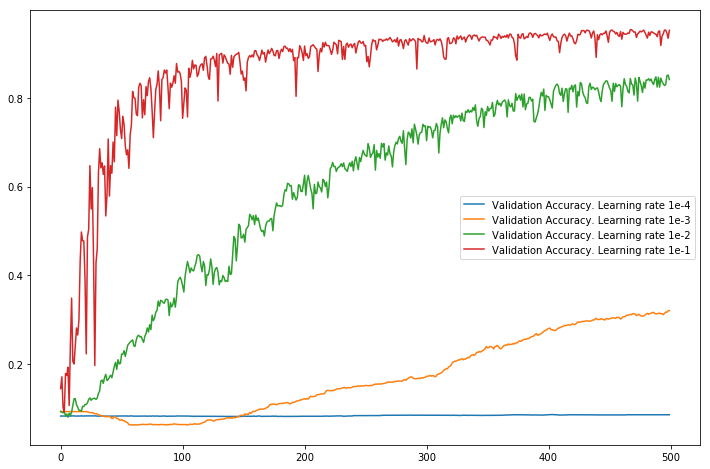 0.8
0.6
0.4
0.2
Validation Accuracy. Learning rate 1e-4
Validation Accuracy. Learning rate 1e-3
Validation Accuracy. Learning rate 1e-2
Validation Accuracy. Learning rate 1e-1
0 100 200 300 400 500